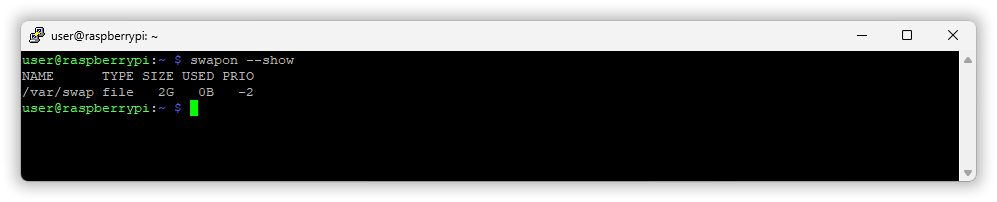 user@raspberrypi: ~
user@raspberrypi:~ $ swapon --show
NAME      TYPE SIZE USED PRIO
/var/swap file   2G   0B   -2
user@raspberrypi:~ $